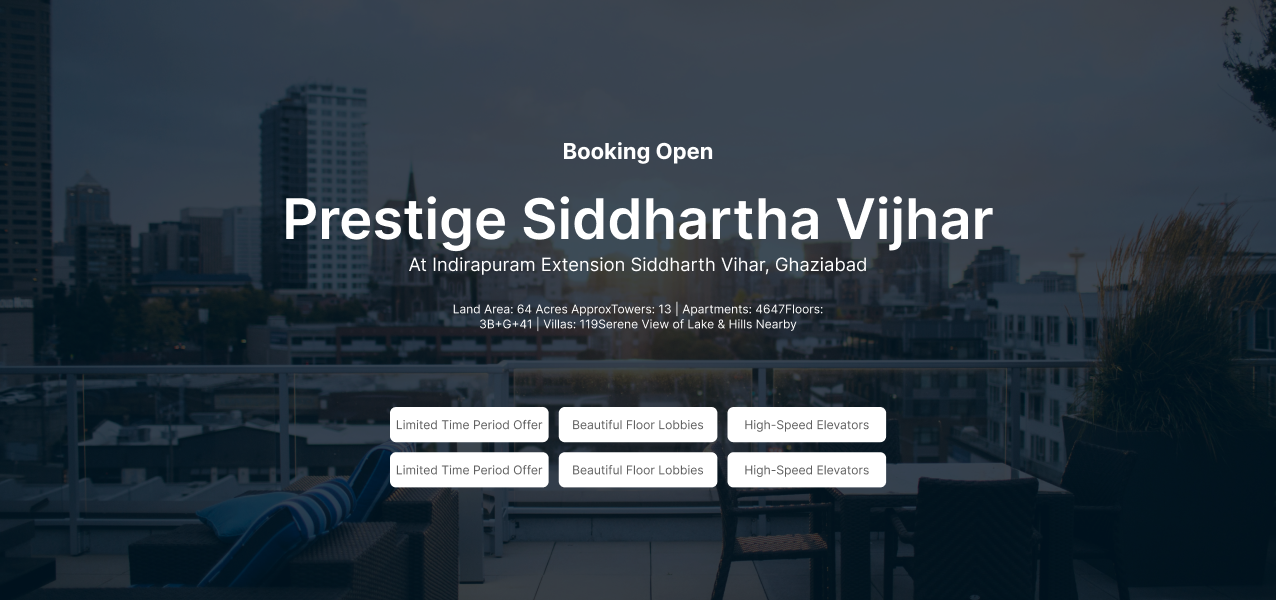 Booking Open
Prestige Siddhartha Vijhar
At Indirapuram Extension Siddharth Vihar, Ghaziabad
Land Area: 64 Acres ApproxTowers: 13 | Apartments: 4647Floors:
3B+G+41 | Villas: 119Serene View of Lake & Hills Nearby
Limited Time Period Offer Beautiful Floor Lobbies High-Speed Elevators
Limited Time Period Offer Beautiful Floor Lobbies High-Speed Elevators